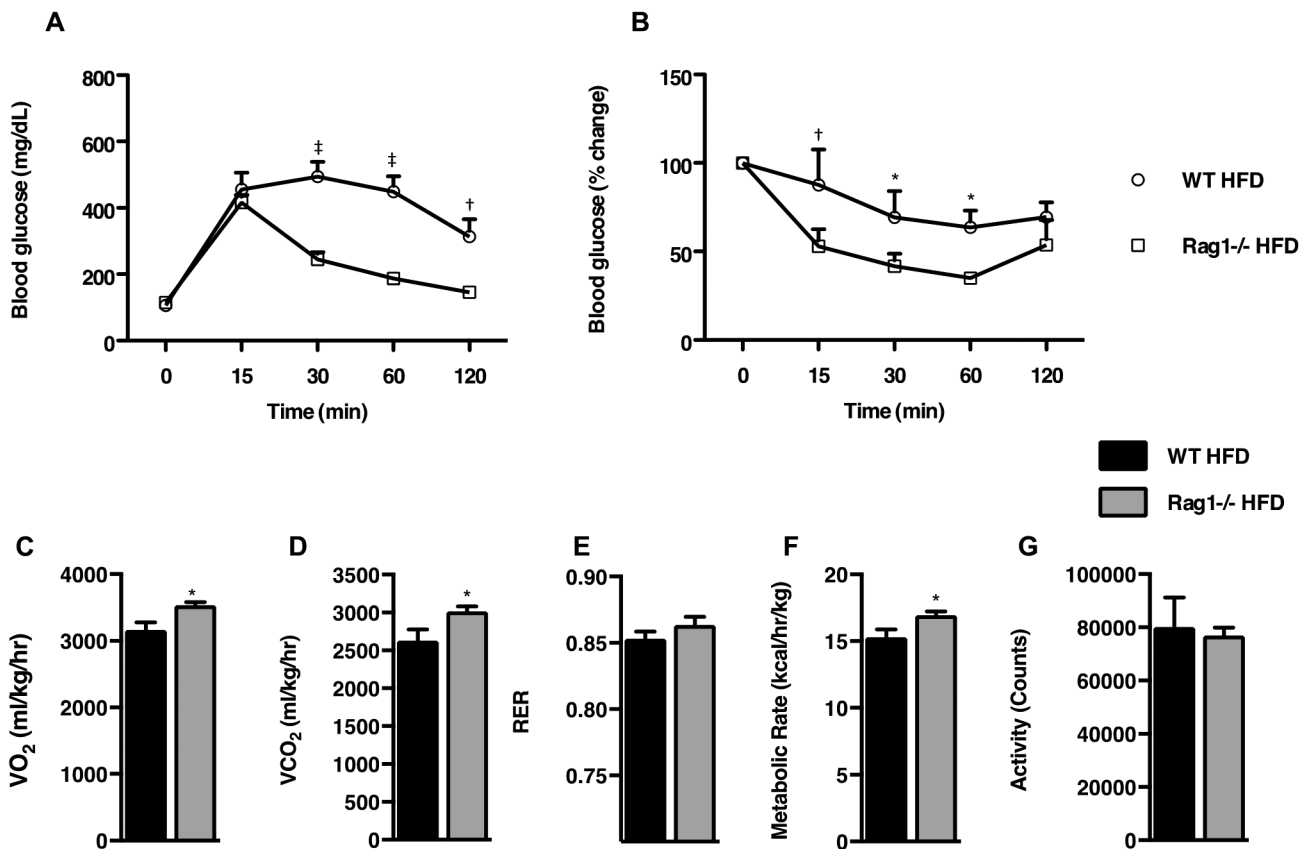 A
Blood glucose (mg/dL)
800
600
400
200
0
‡
‡
†
0 15 30 60 120
Time (min)
B
Blood glucose (% change)
150
100
50
0
†
*
*
0 15 30 60 120
Time (min)
WT HFD
Rag1-/- HFD
WT HFD
Rag1-/- HFD
C
VO2 (ml/kg/hr)
4000
3000
2000
1000
0
*
D
VCO2 (ml/kg/hr)
3500
3000
2500
2000
1500
1000
500
0
*
E
RER
0.90
0.85
0.80
0.75
F
Metabolic Rate (kcal/hr/kg)
20
15
10
5
0
*
G
Activity (Counts)
100000
80000
60000
40000
20000
0